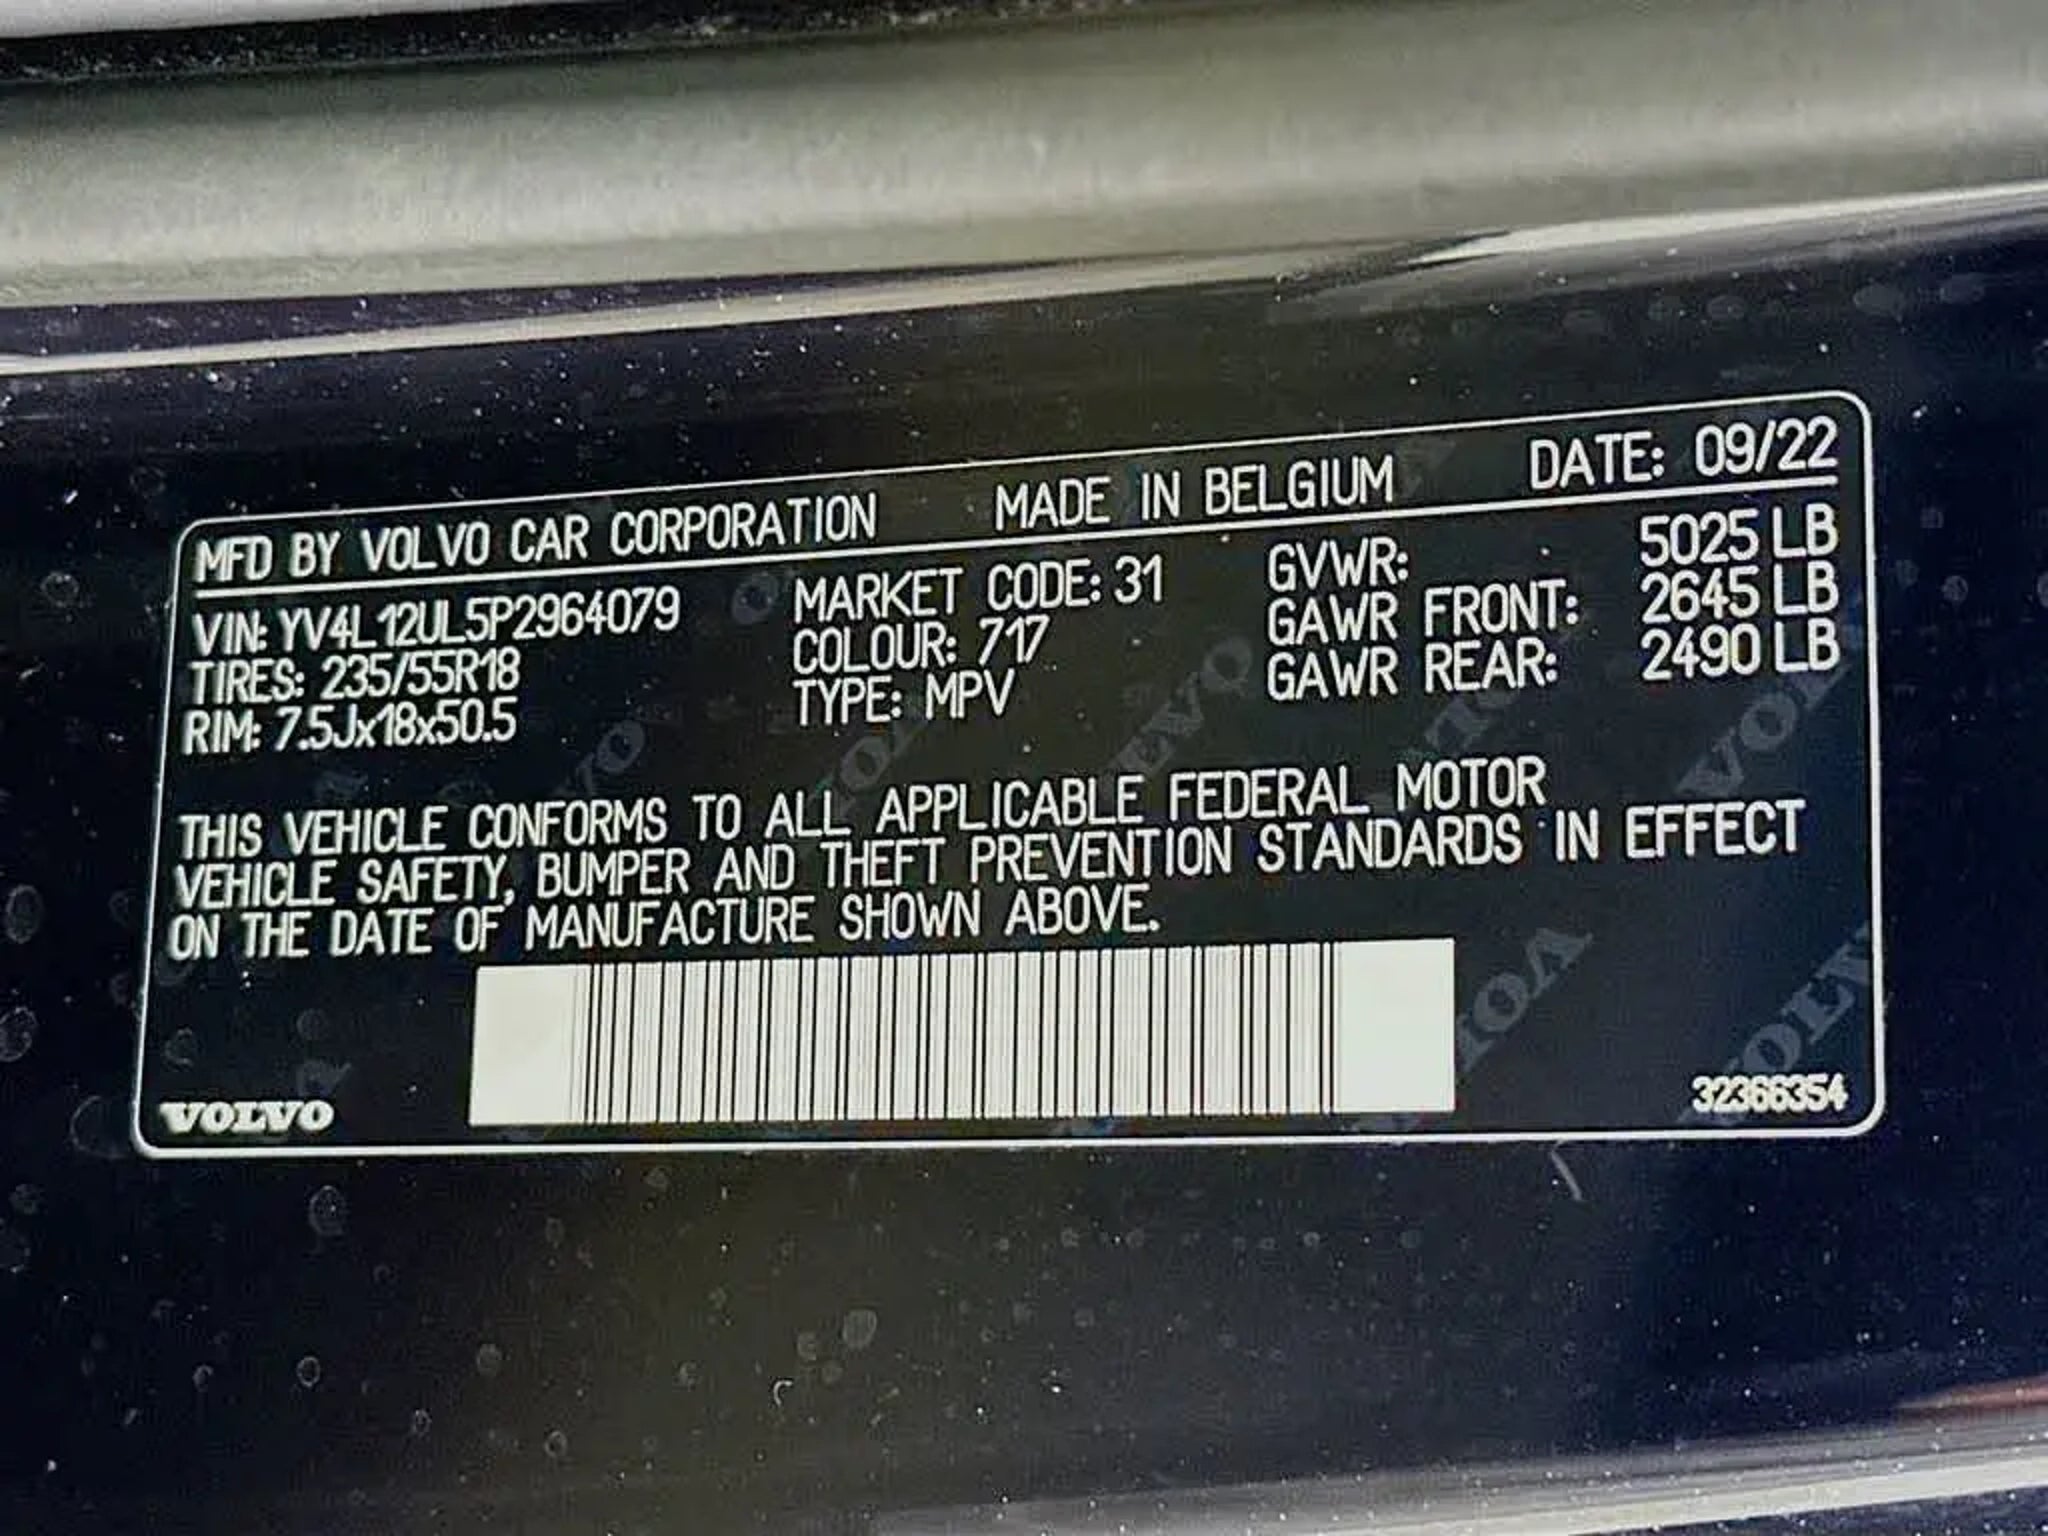 MFD BY VOLVO CAR CORPORATION MADE IN BELGIUM DATE: 09/22
VIN: YV4L12UL5P2964079 MARKET CODE: 31 GVWR: 5025 LB
TIRES: 235/55R18 COLOUR: 717 GAWR FRONT: 2645 LB
RIM: 7.5Jx18x50.5 TYPE: MPV GAWR REAR: 2490 LB
THIS VEHICLE CONFORMS TO ALL APPLICABLE FEDERAL MOTOR
VEHICLE SAFETY, BUMPER AND THEFT PREVENTION STANDARDS IN EFFECT
ON THE DATE OF MANUFACTURE SHOWN ABOVE.
VOLVO 32366354